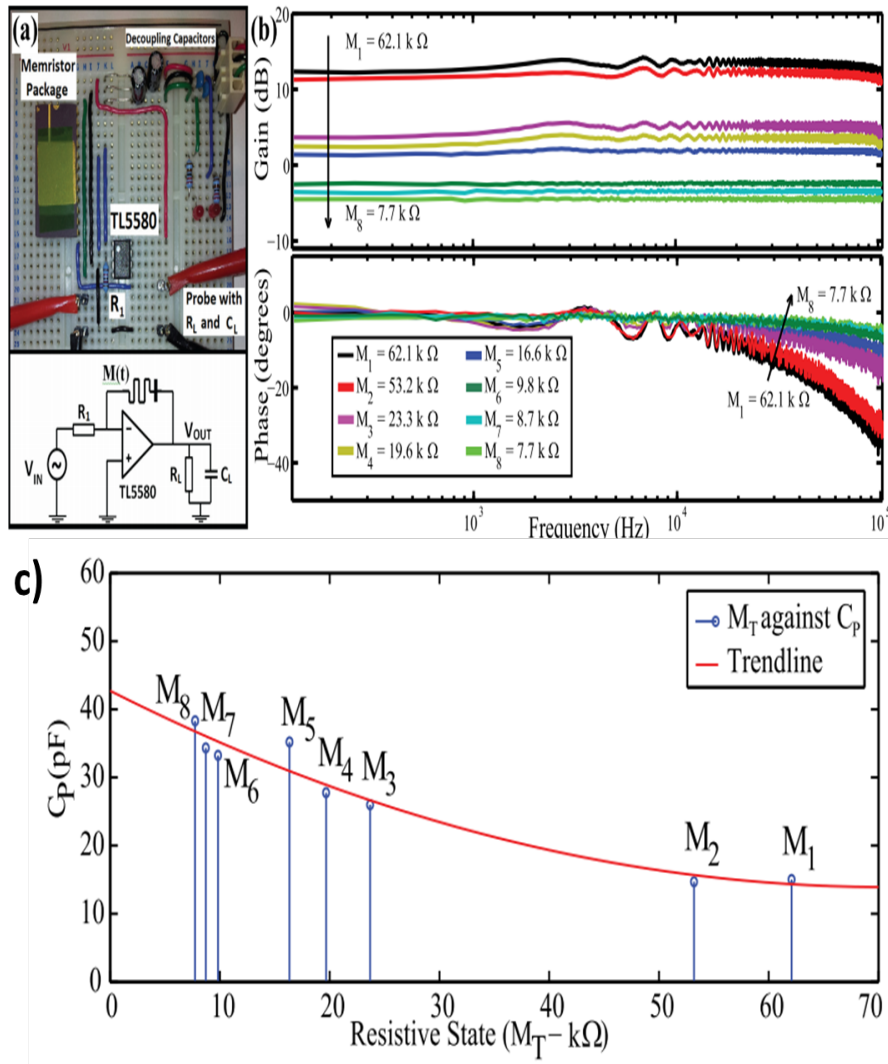 (a)
Decoupling Capacitors
Memristor
Package
TL5580
R1
Probe with
RL and CL
M(t)
R1
VOUT
VIN
TL5580
RL
CL
(b)
20
10
0
−10
Gain (dB)
M1 = 62.1 k Ω
M8 = 7.7 k Ω
0
−20
−40
Phase (degrees)
M8 = 7.7 k Ω
M1 = 62.1 k Ω
M1 = 62.1 k Ω
M2 = 53.2 k Ω
M3 = 23.3 k Ω
M4 = 19.6 k Ω
M5 = 16.6 k Ω
M6 = 9.8 k Ω
M7 = 8.7 k Ω
M8 = 7.7 k Ω
10^3
10^4
10^5
Frequency (Hz)
c)
60
50
40
30
20
10
0
CP(pF)
MT against CP
Trendline
M8
M7
M6
M5
M4
M3
M2
M1
0 10 20 30 40 50 60 70
Resistive State (MT − kΩ)